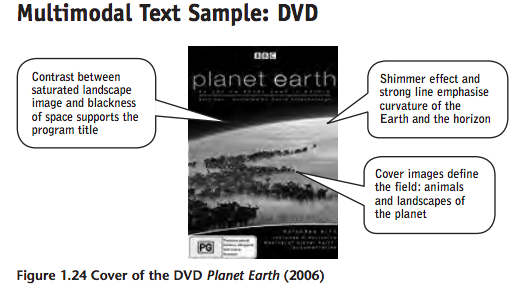 Multimodal Text Sample: DVD
Contrast between
saturated landscape
image and blackness
of space supports the
program title
BBC
planet earth
Shimmer effect and
strong line emphasise
curvature of the
Earth and the horizon
Cover images define
the field: animals
and landscapes of
the planet
PG
Figure 1.24 Cover of the DVD Planet Earth (2006)